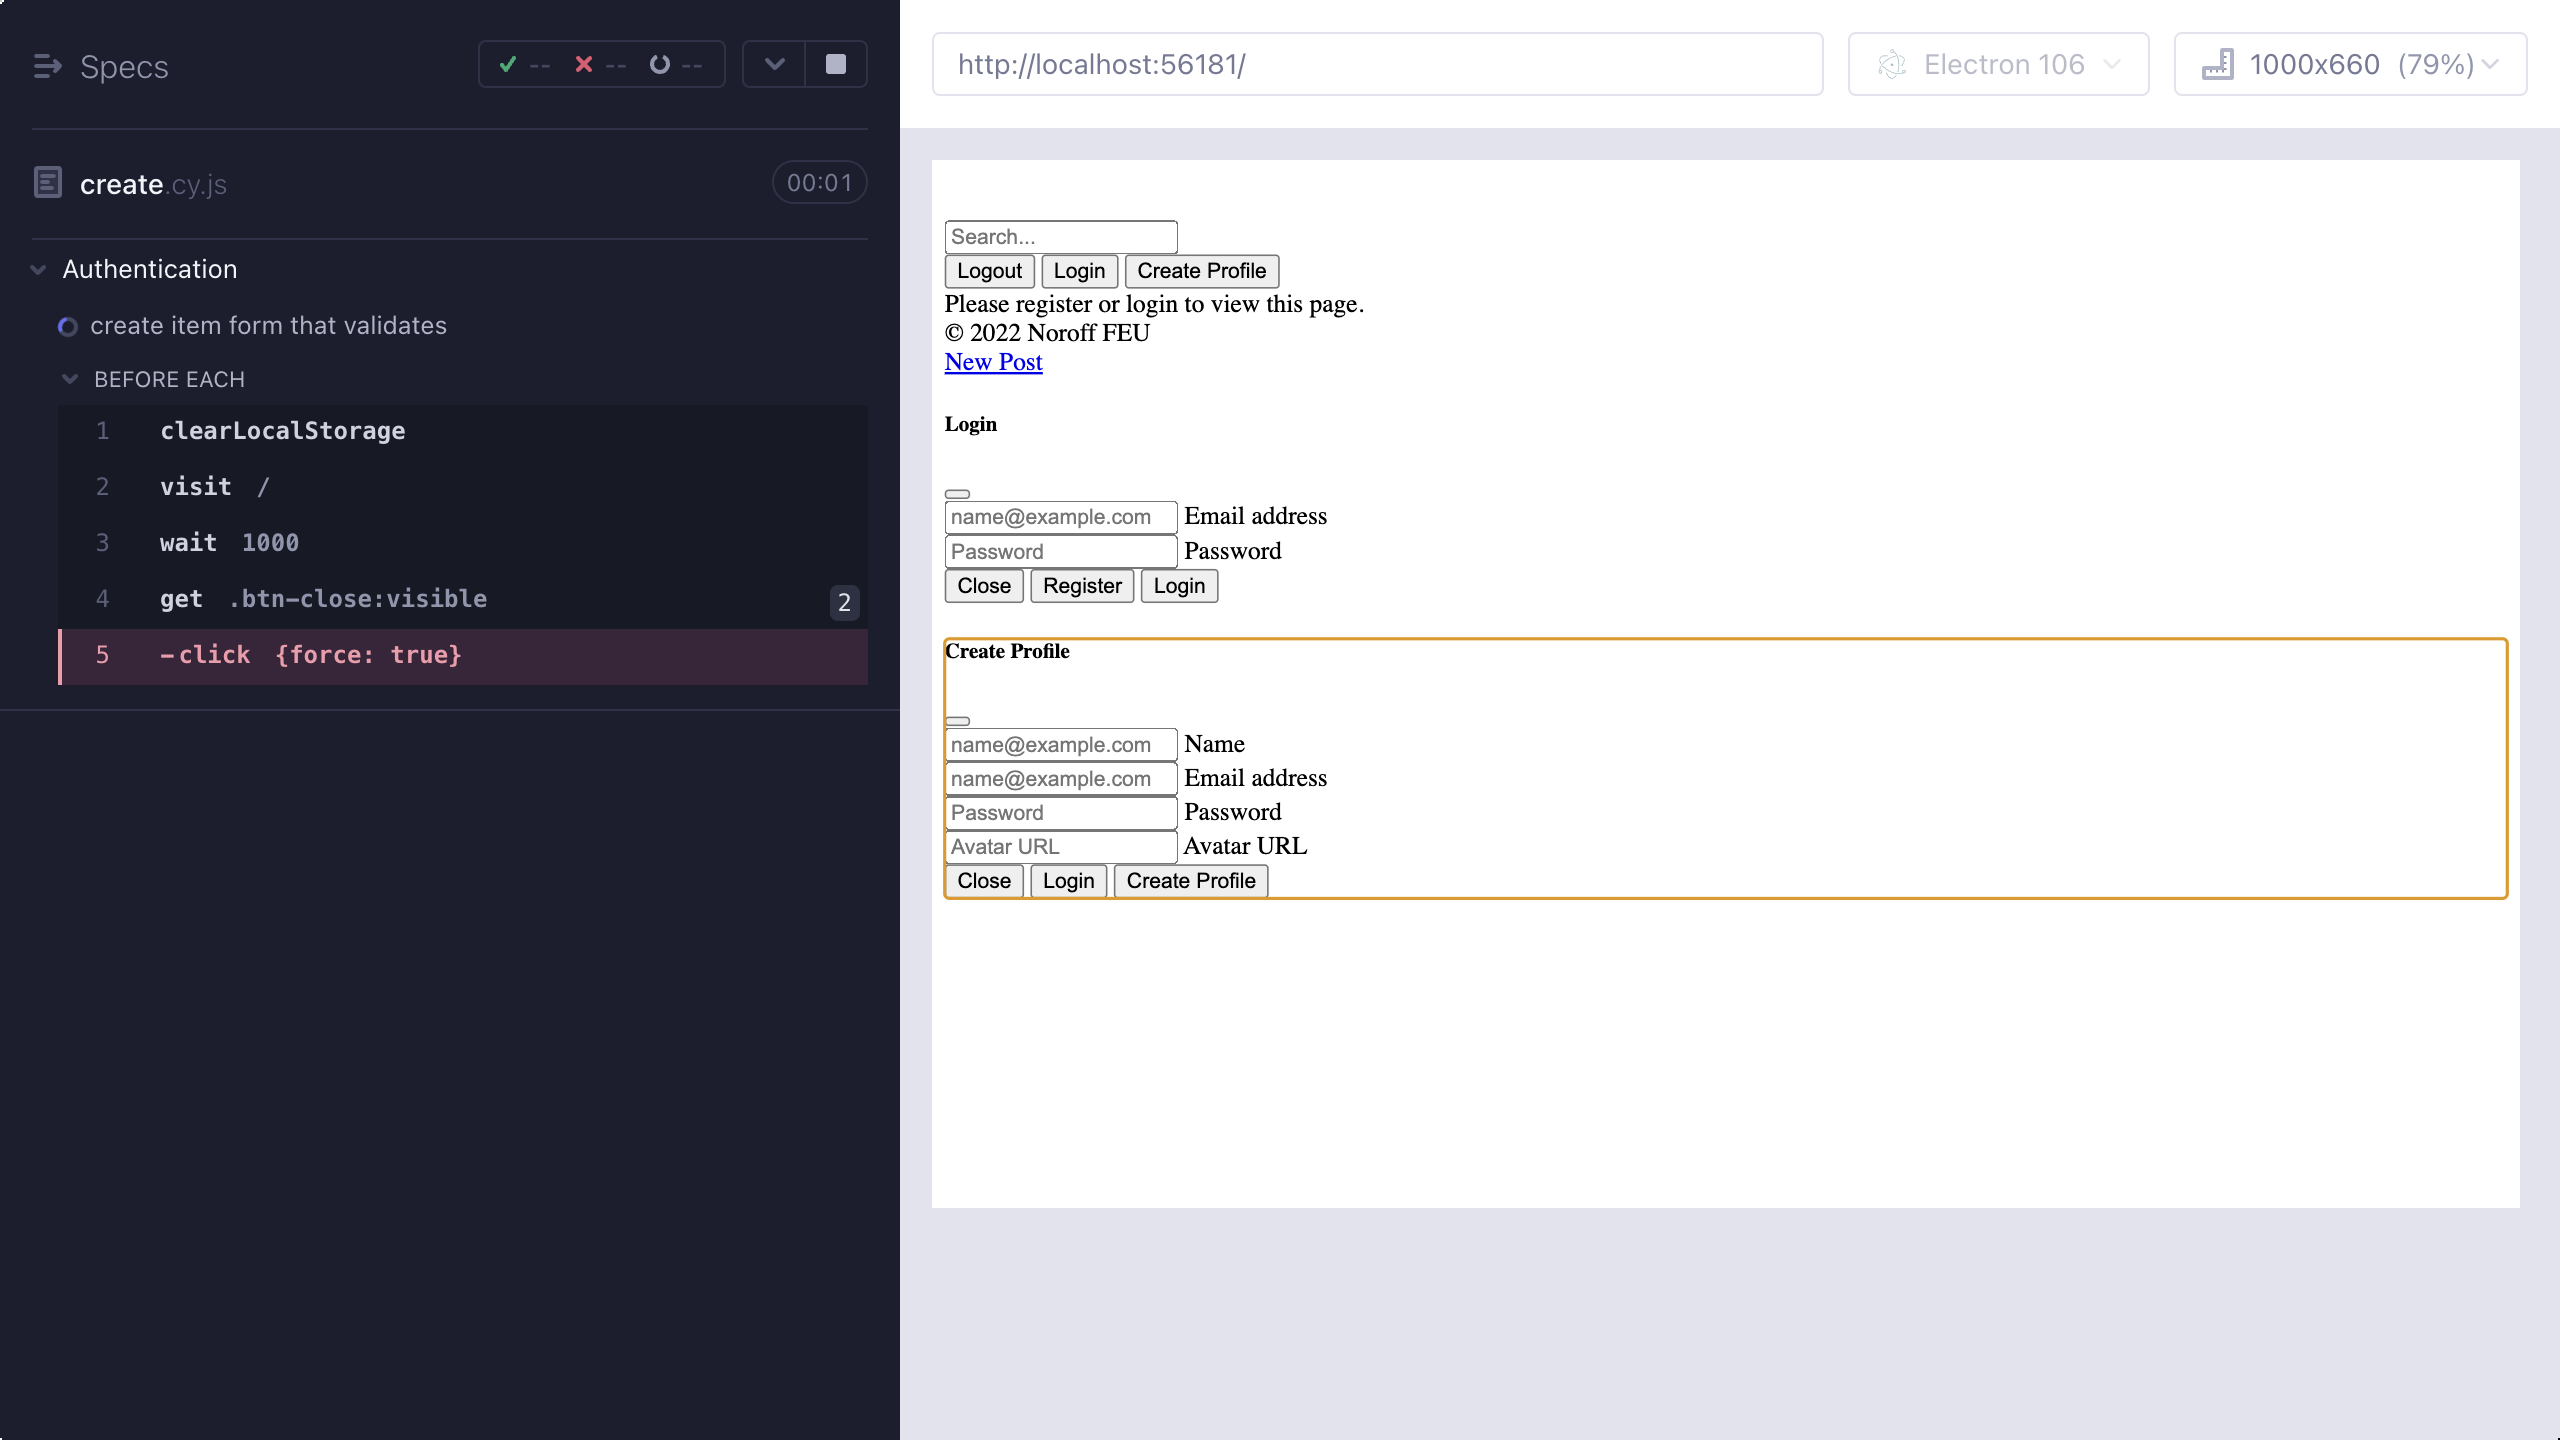 Specs
-- -- --
create.cy.js
00:01
Authentication
create item form that validates
BEFORE EACH
1 clearLocalStorage
2 visit /
3 wait 1000
4 get .btn-close:visible 2
5 -click {force: true}
http://localhost:56181/
Electron 106
1000x660 (79%)
Search...
Logout Login Create Profile
Please register or login to view this page.
© 2022 Noroff FEU
New Post
Login
name@example.com Email address
Password Password
Close Register Login
Create Profile
name@example.com Name
name@example.com Email address
Password Password
Avatar URL Avatar URL
Close Login Create Profile